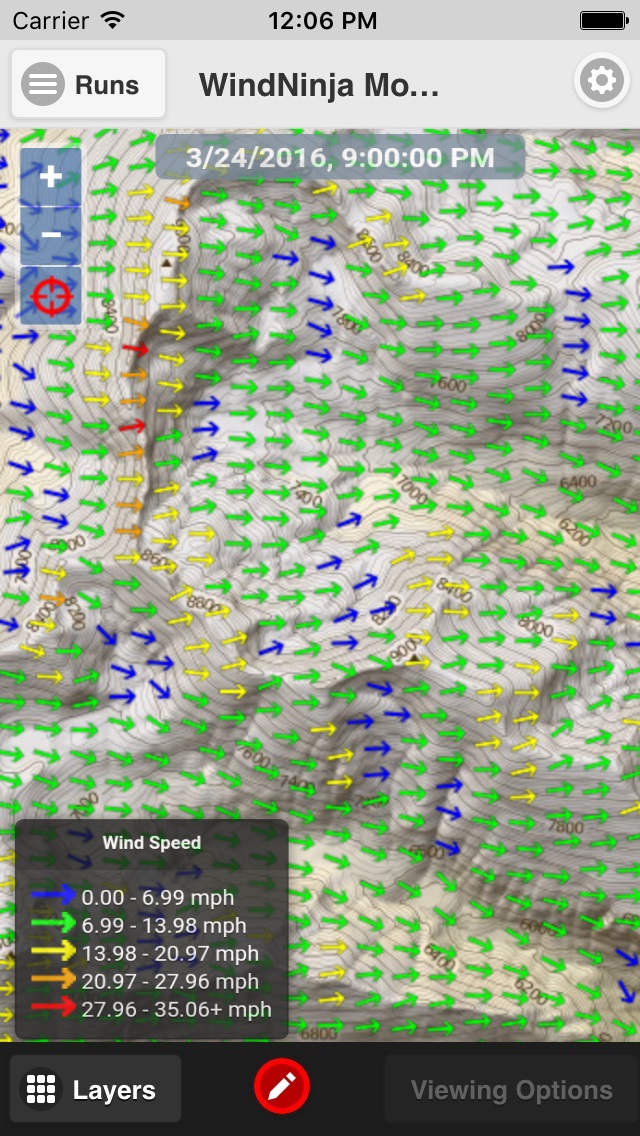 Carrier 12:06 PM
Runs WindNinja Mo...
3/24/2016, 9:00:00 PM
+
−
8400
8400
8400
7800
8000
7600
7200
6400
7400
7000
6200
8600
8400
8800
8200
8000
7600
7400
7800
6400
6200
6800
Wind Speed
0.00 - 6.99 mph
6.99 - 13.98 mph
13.98 - 20.97 mph
20.97 - 27.96 mph
27.96 - 35.06+ mph
Layers Viewing Options